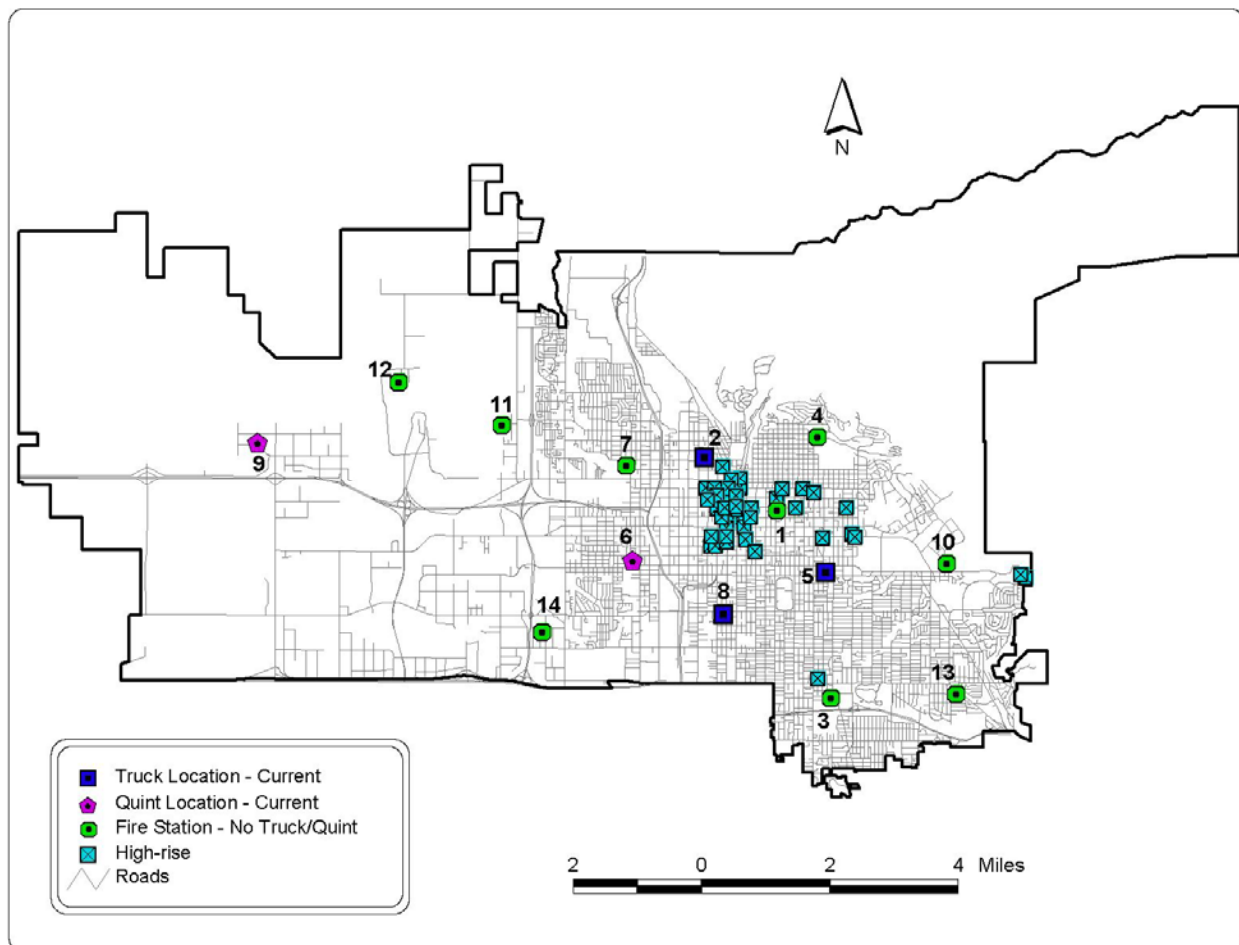 N
12
4
11
2
7
9
1
6
10
5
8
14
13
3
Truck Location - Current
Quint Location - Current
Fire Station - No Truck/Quint
High-rise
Roads
2 0 2 4 Miles